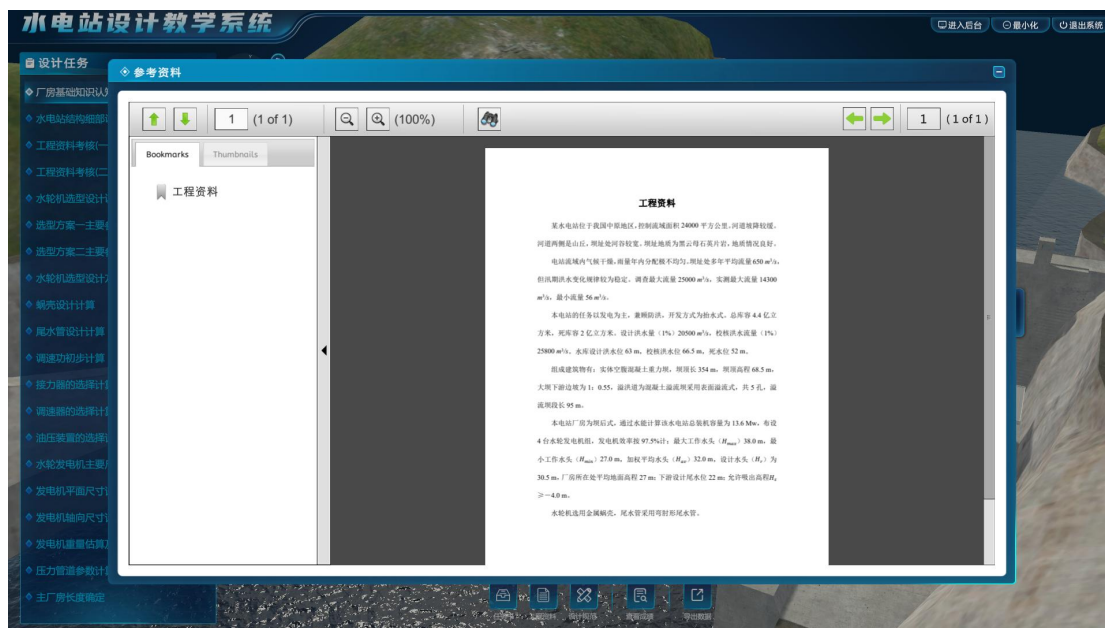 水电站设计教学系统
进入后台
最小化
退出系统
设计任务
参考资料
厂房基础知识认知
水电站结构细部
工程资料考核(一
工程资料考核(二
水轮机选型设计
选型方案一主要
选型方案二主要
水轮机选型设计
蜗壳设计计算
尾水管设计计算
调速功初步计算
接力器的选择计
调速器的选择计
油压装置的选择
水轮发电机主要
发电机平面尺寸
发电机轴向尺寸
发电机重量估算
压力管道参数计
主厂房长度确定
1 (1 of 1)
(100%)
1 (1 of 1)
Bookmarks
Thumbnails
工程资料
工程资料
某水电站位于我国中原地区,控制流域面积 24000 平方公里,河道坡降较缓,
河道两侧是山丘,坝址处河谷较宽,坝址地质为黑云母石英片岩,地质情况良好。
电站流域内气候干燥,雨量年内分配极不均匀,坝址处多年平均流量650 m³/s,
但汛期洪水变化规律较为稳定。调查最大流量 25000 m³/s,实测最大流量 14300
m³/s,最小流量 56 m³/s。
本电站的任务以发电为主,兼顾防洪。开发方式为抬水式。总库容 4.4 亿立
方米,死库容 2 亿立方米。设计洪水量(1%)20500 m³/s,校核洪水流量(1%)
25800 m³/s,水库设计洪水位 63 m,校核洪水位 66.5 m,死水位 52 m。
组成建筑物有:实体空腹混凝土重力坝,坝顶长 354 m,坝顶高程 68.5 m,
大坝下游边坡为 1:0.55,溢洪道为混凝土溢流坝采用表面溢流式,共 5 孔,溢
流坝段长 95 m。
本电站厂房为坝后式,通过水能计算该水电站总装机容量为 13.6 Mw,布设
4 台水轮发电机组,发电机效率按 97.5%计;最大工作水头(Hmax)38.0 m,最
小工作水头(Hmin)27.0 m,加权平均水头(Hav)32.0 m,设计水头(Hr)为
30.5 m,厂房所在处平均地面高程 27 m;下游设计尾水位 22 m;允许吸出高程Hs
≥-4.0 m。
水轮机选用金属蜗壳,尾水管采用弯肘形尾水管。
工程资料
设计规范
查看成绩
导出数据